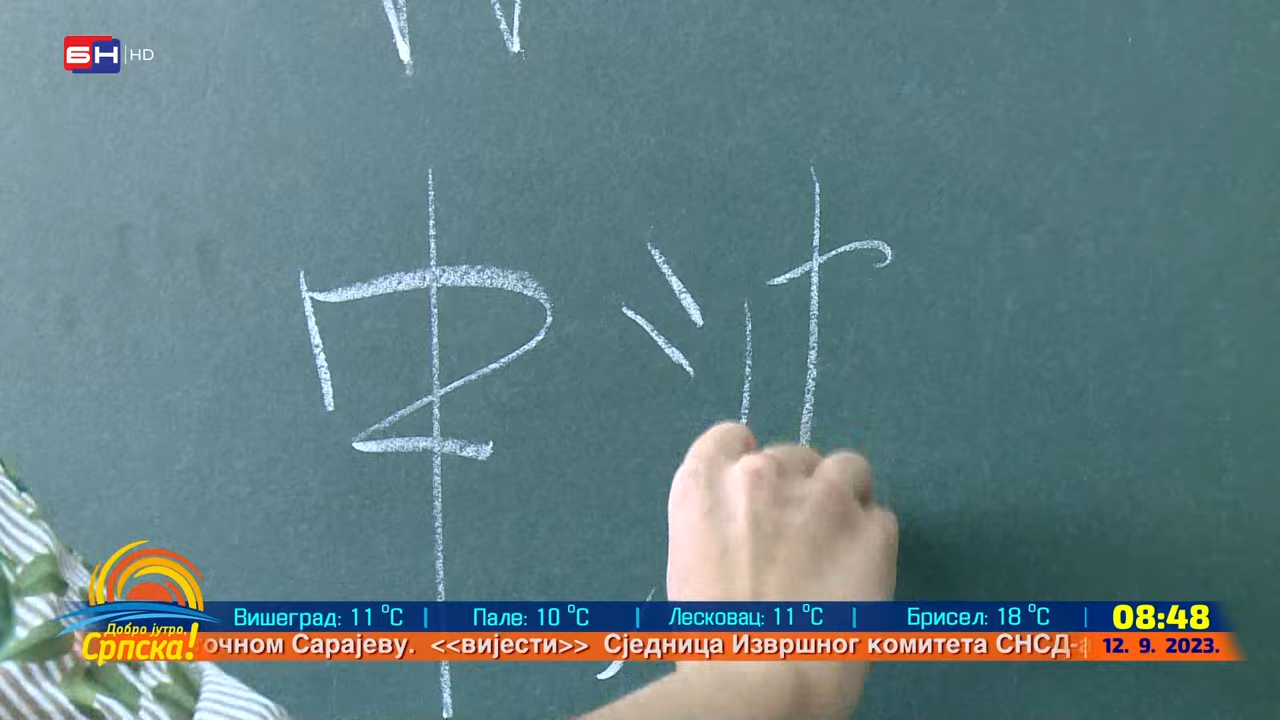 БН HD
中
Вишеград: 11 °C | Пале: 10 °C | Лесковац: 11 °C | Брисел: 18 °C | 08:48
Добро јутро, Српска!
точном Сарајеву. <<вијести>> Сједница Извршног комитета СНСД-а 12. 9. 2023.